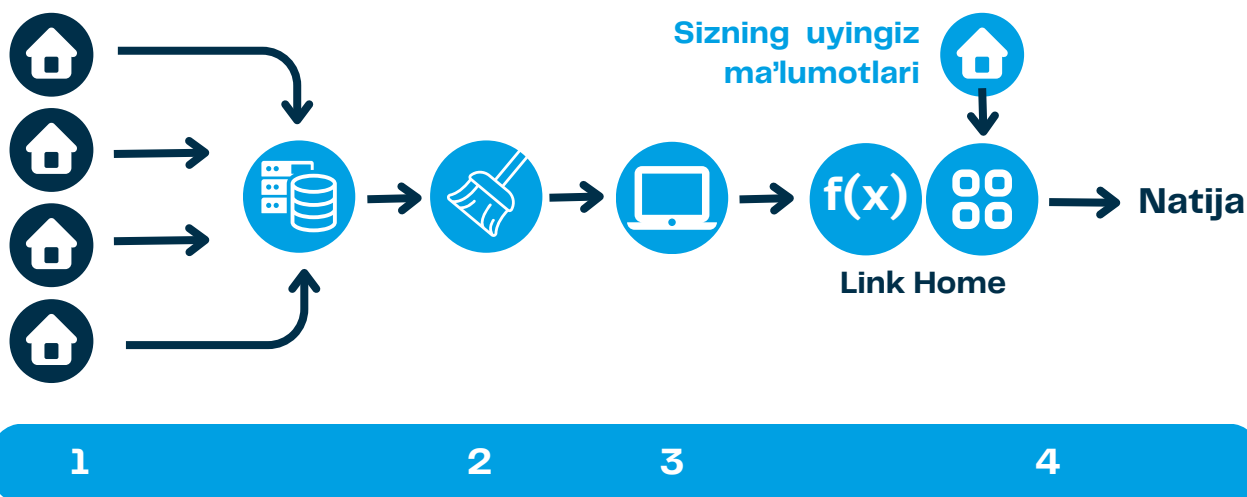 Sizning uyingiz
ma’lumotlari
f(x)
Natija
Link Home
1 2 3 4